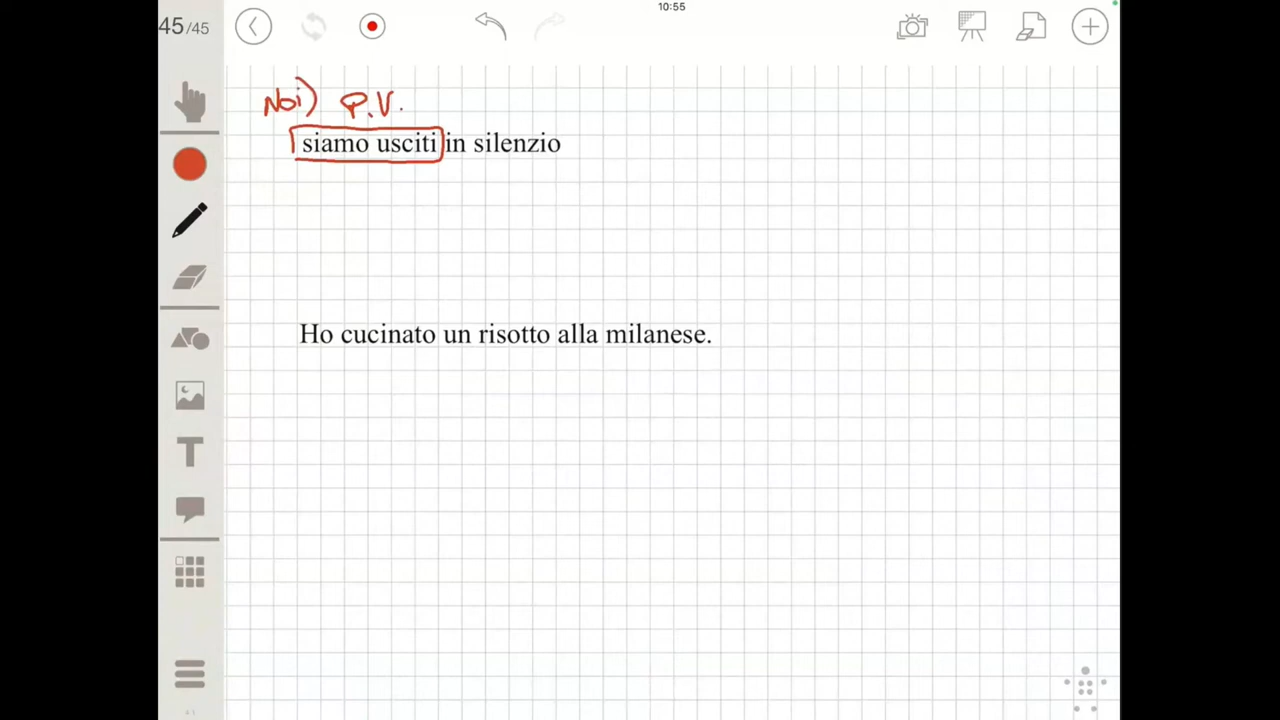 10:55
45/45
Noi) P.V.
siamo usciti in silenzio
Ho cucinato un risotto alla milanese.
T